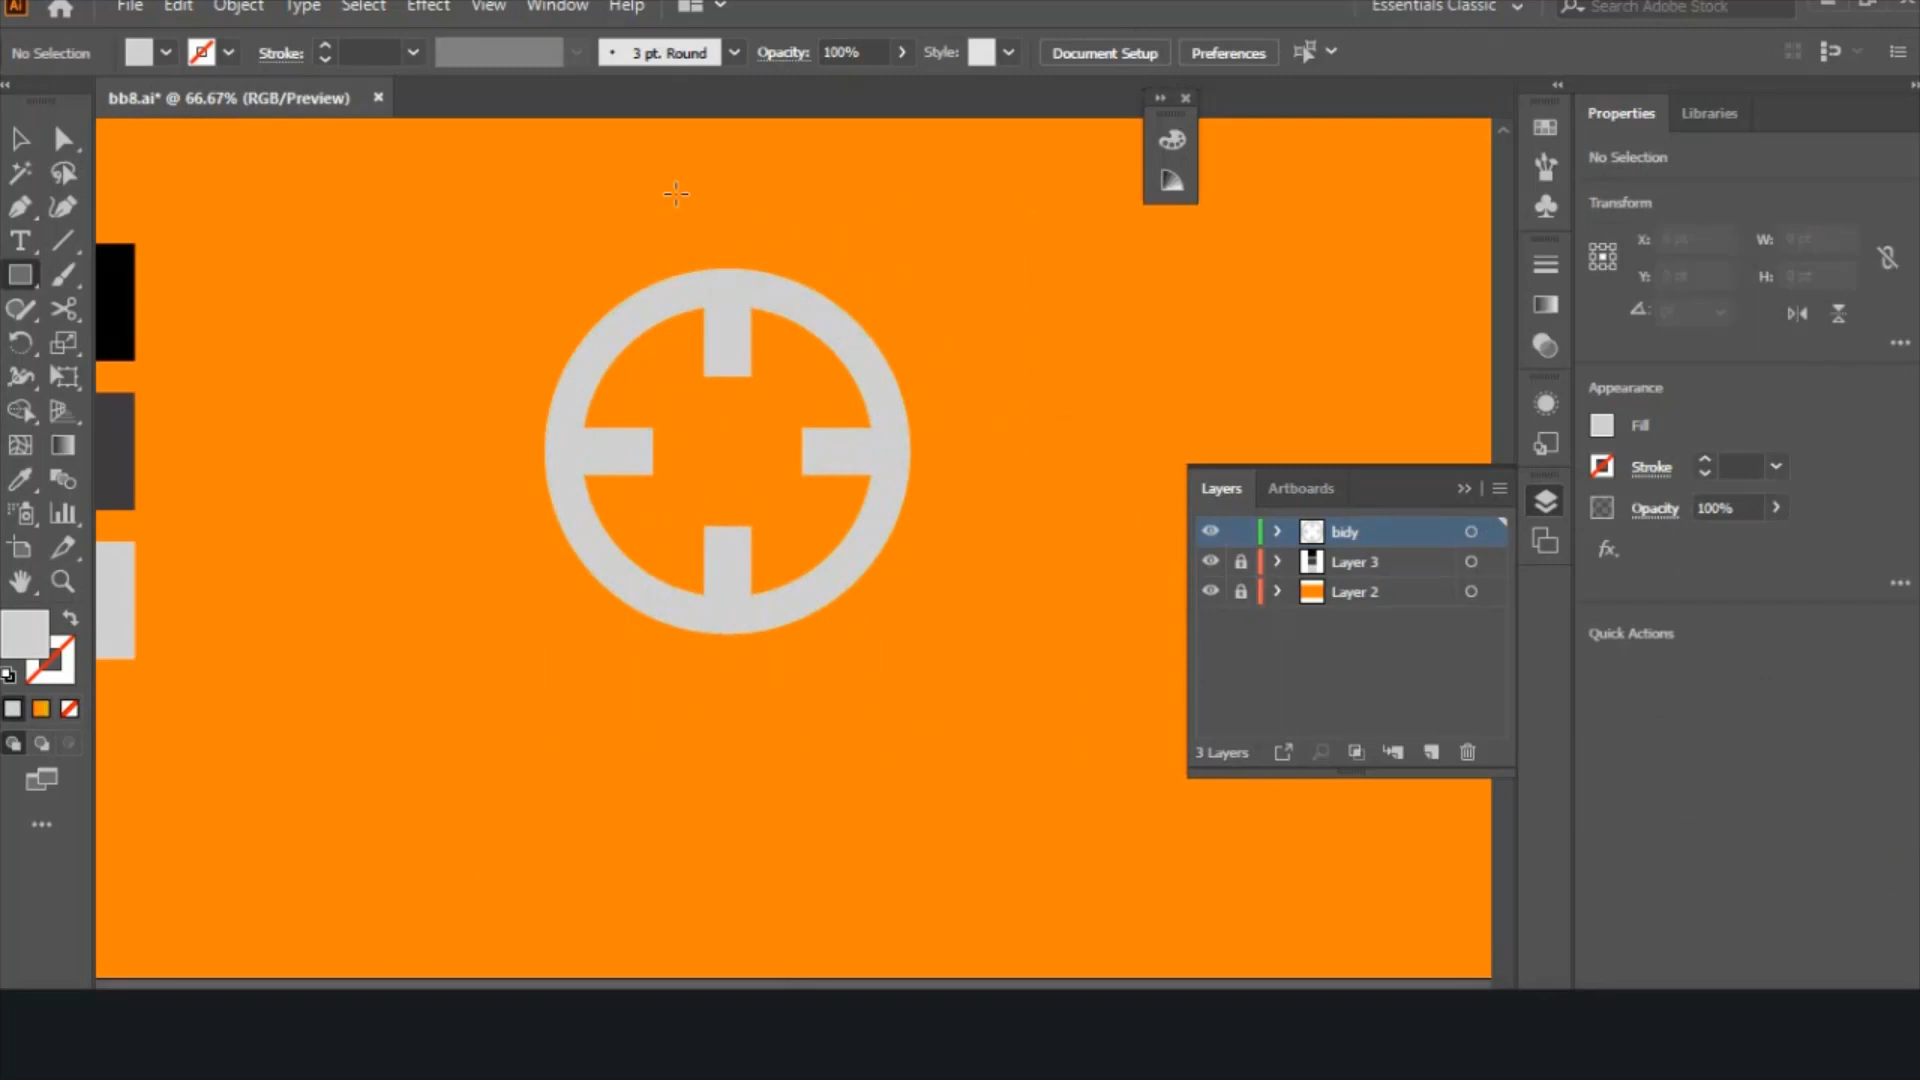 Ai File Edit Object Type Select Effect View Window Help Essentials Classic Search Adobe Stock
No Selection Stroke: 3 pt. Round Opacity: 100% Style: Document Setup Preferences
bb8.ai* @ 66.67% (RGB/Preview)
Properties Libraries
No Selection
Transform
X: W:
Y: H:
Appearance
Fill
Stroke
Opacity 100%
fx
Quick Actions
Layers Artboards
bidy
Layer 3
Layer 2
3 Layers